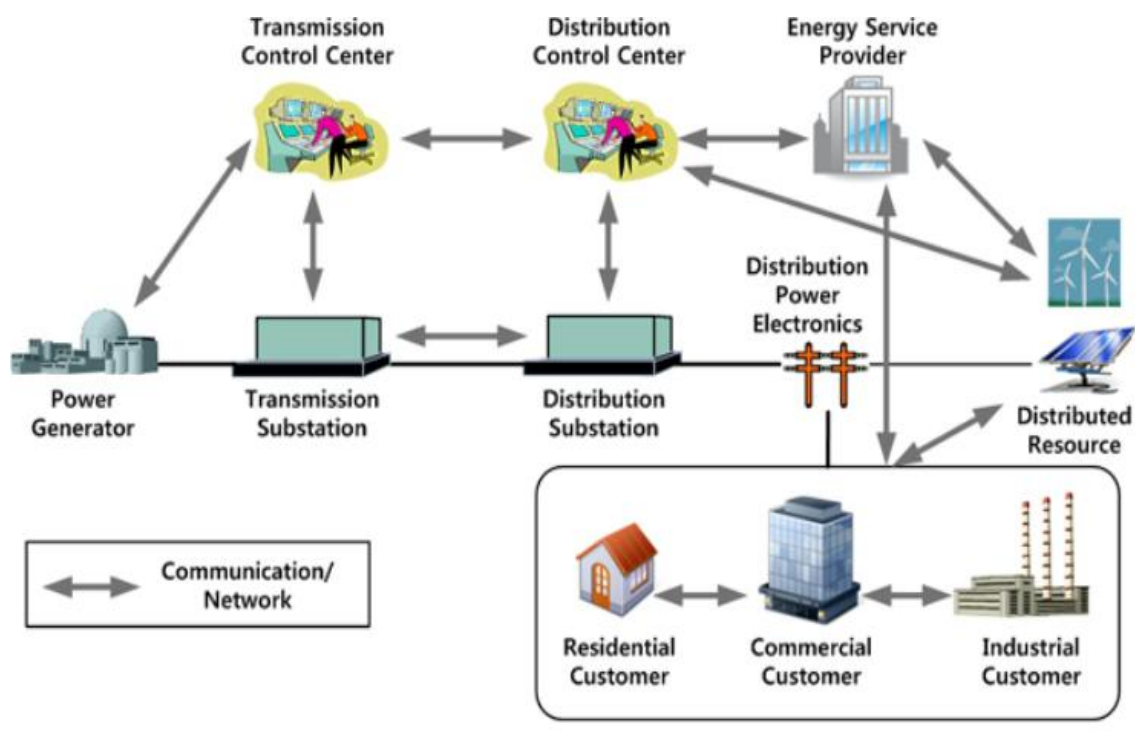 Transmission
Control Center
Distribution
Control Center
Energy Service
Provider
Distribution
Power
Electronics
Power
Generator
Transmission
Substation
Distribution
Substation
Distributed
Resource
Communication/
Network
Residential
Customer
Commercial
Customer
Industrial
Customer